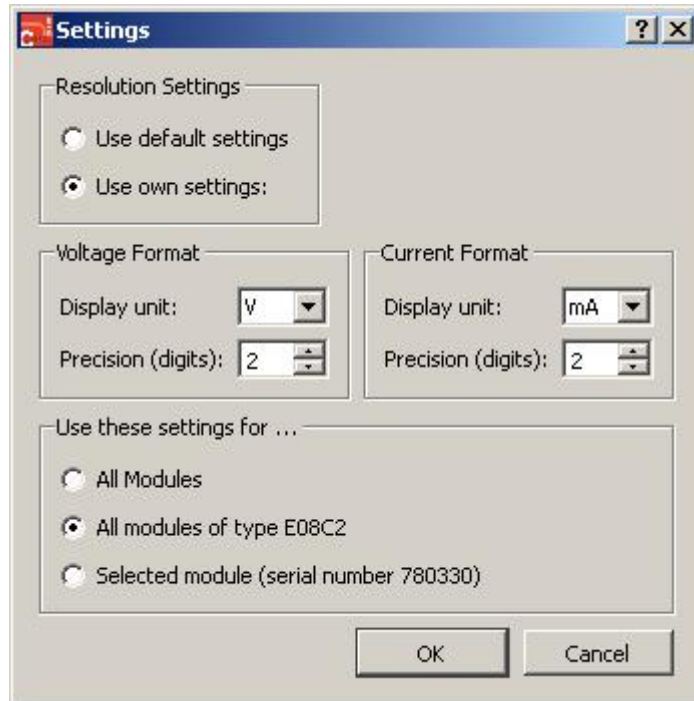 C Settings ? X
Resolution Settings
Use default settings
Use own settings:
Voltage Format
Display unit: V
Precision (digits): 2
Current Format
Display unit: mA
Precision (digits): 2
Use these settings for ...
All Modules
All modules of type E08C2
Selected module (serial number 780330)
OK Cancel